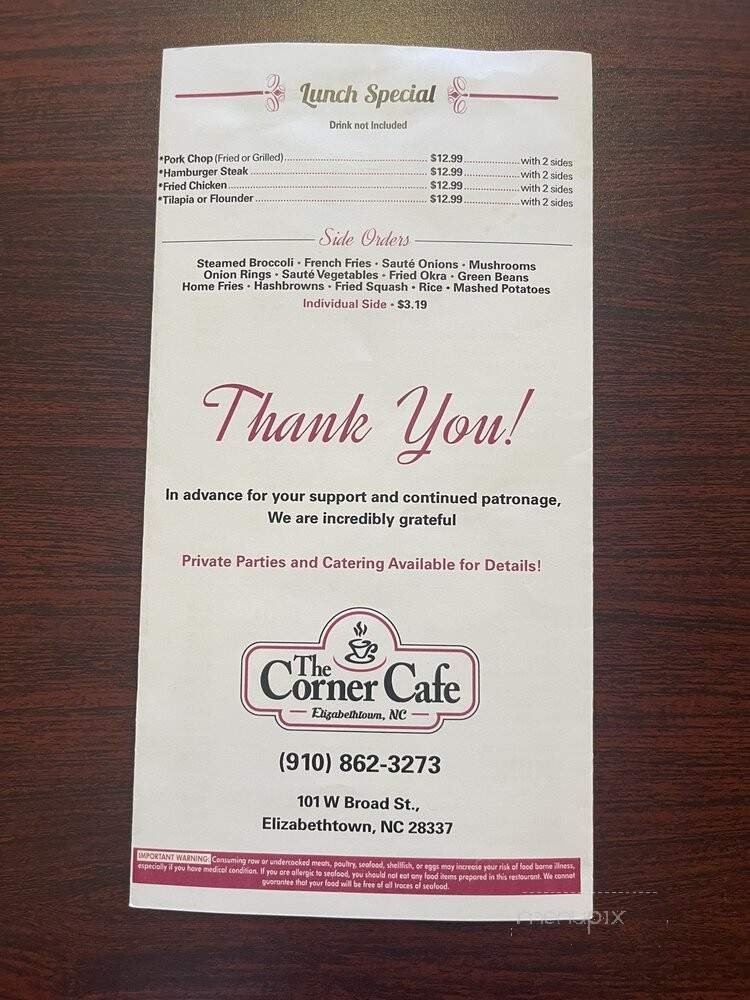 Lunch Special
Drink not Included
*Pork Chop (Fried or Grilled) $12.99 with 2 sides
*Hamburger Steak $12.99 with 2 sides
*Fried Chicken $12.99 with 2 sides
*Tilapia or Flounder $12.99 with 2 sides
Side Orders
Steamed Broccoli • French Fries • Sauté Onions • Mushrooms
Onion Rings • Sauté Vegetables • Fried Okra • Green Beans
Home Fries • Hashbrowns • Fried Squash • Rice • Mashed Potatoes
Individual Side • $3.19
Thank You!
In advance for your support and continued patronage,
We are incredibly grateful
Private Parties and Catering Available for Details!
The
Corner Cafe
Elizabethtown, NC
(910) 862-3273
101 W Broad St.,
Elizabethtown, NC 28337
IMPORTANT WARNING: Consuming raw or undercooked meats, poultry, seafood, shellfish, or eggs may increase your risk of food borne illness,
especially if you have medical condition. If you are allergic to seafood, you should not eat any food items prepared in this restaurant. We cannot
guarantee that your food will be free of all traces of seafood.
menupix